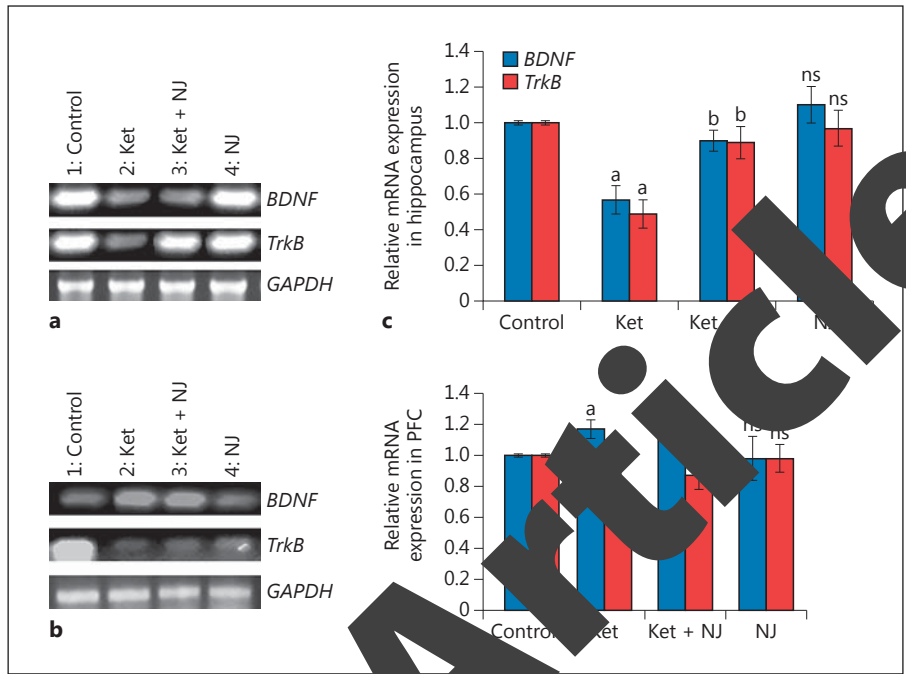 1: Control
2: Ket
3: Ket + NJ
4: NJ
BDNF
TrkB
GAPDH
a
Relative mRNA expression
in hippocampus
1.4
1.2
1.0
0.8
0.6
0.4
0.2
0
BDNF
TrkB
a a
b b
ns
ns
Control Ket Ket
c
1: Control
2: Ket
3: Ket + NJ
4: NJ
BDNF
TrkB
GAPDH
b
Relative mRNA
expression in PFC
1.4
1.2
1.0
0.8
0.6
0.4
0.2
0
a
ns
ns
Control Ket Ket + NJ NJ
Article